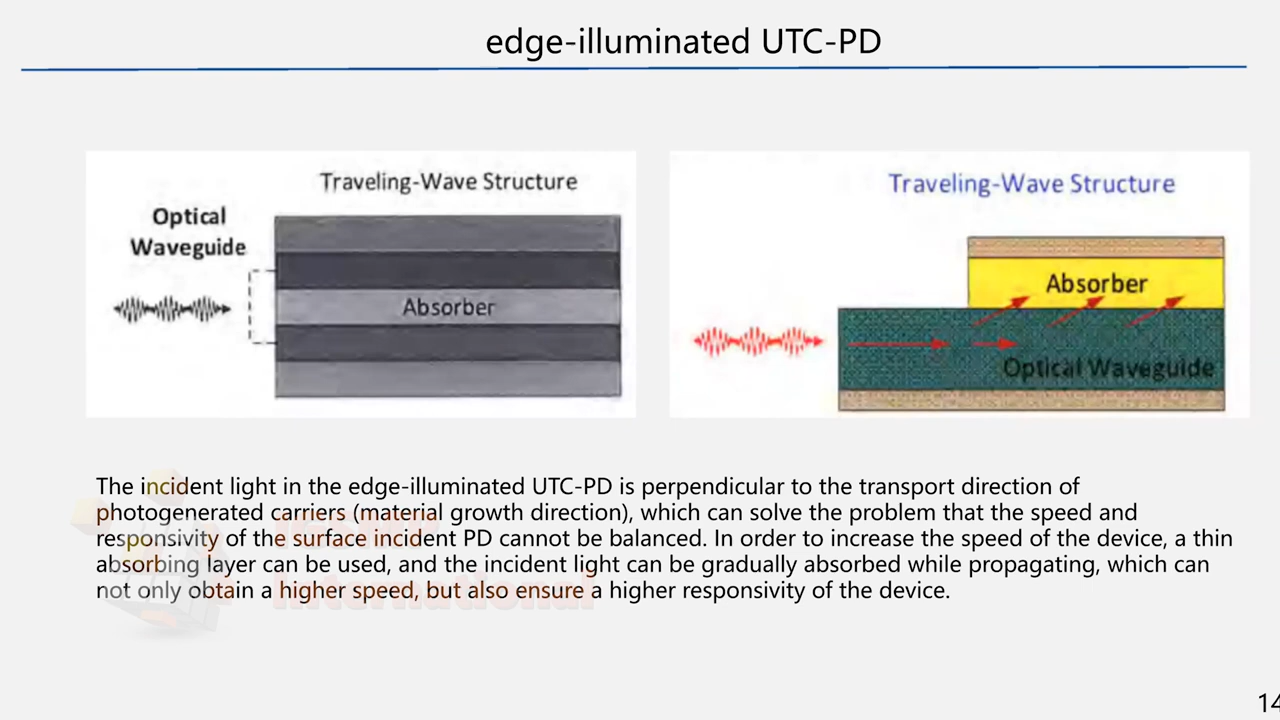 edge-illuminated UTC-PD
Traveling-Wave Structure
Optical
Waveguide
Absorber
Traveling-Wave Structure
Absorber
Optical Waveguide
The incident light in the edge-illuminated UTC-PD is perpendicular to the transport direction of
photogenerated carriers (material growth direction), which can solve the problem that the speed and
responsivity of the surface incident PD cannot be balanced. In order to increase the speed of the device, a thin
absorbing layer can be used, and the incident light can be gradually absorbed while propagating, which can
not only obtain a higher speed, but also ensure a higher responsivity of the device.
International
14